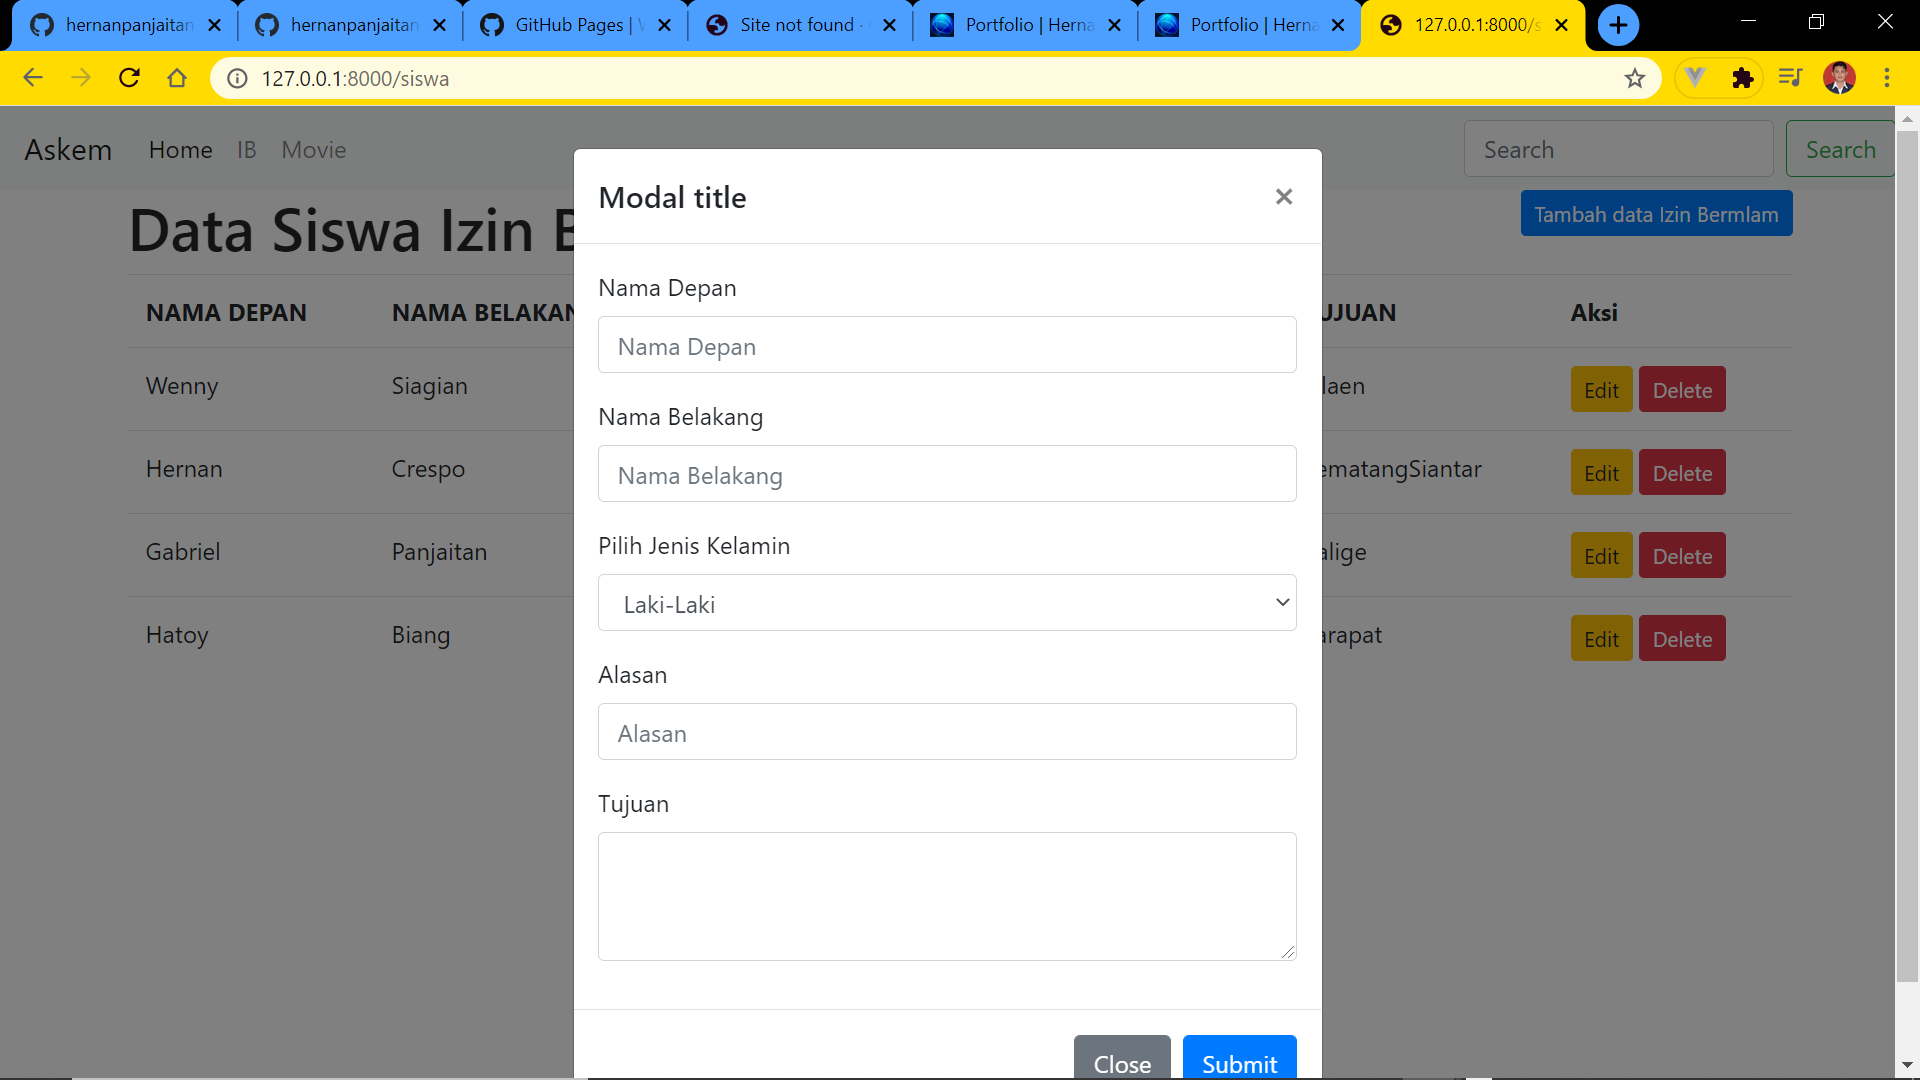 hernanpanjaitan
hernanpanjaitan
GitHub Pages |
Site not found ·
Portfolio | Herna
Portfolio | Herna
127.0.0.1:8000/s
127.0.0.1:8000/siswa
Askem Home IB Movie Search Search
Modal title ×
Data Siswa Izin B Tambah data Izin Bermlam
Nama Depan
NAMA DEPAN NAMA BELAKAN UJUAN Aksi
Nama Depan
Wenny Siagian laen Edit Delete
Nama Belakang
Hernan Crespo ematangSiantar Edit Delete
Nama Belakang
Pilih Jenis Kelamin
Gabriel Panjaitan alige Edit Delete
Laki-Laki
Hatoy Biang arapat Edit Delete
Alasan
Alasan
Tujuan
Close Submit